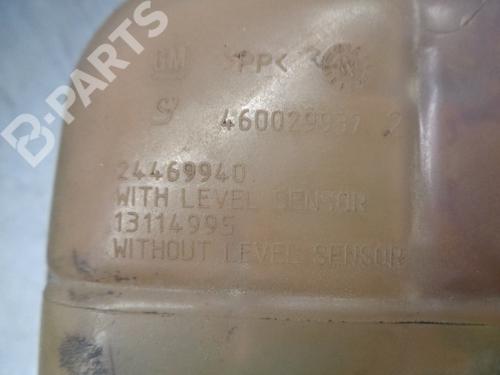 B-PARTS
GM >PP<
24469940
WITH LEVEL SENSOR
13114995
WITHOUT LEVEL SENSOR